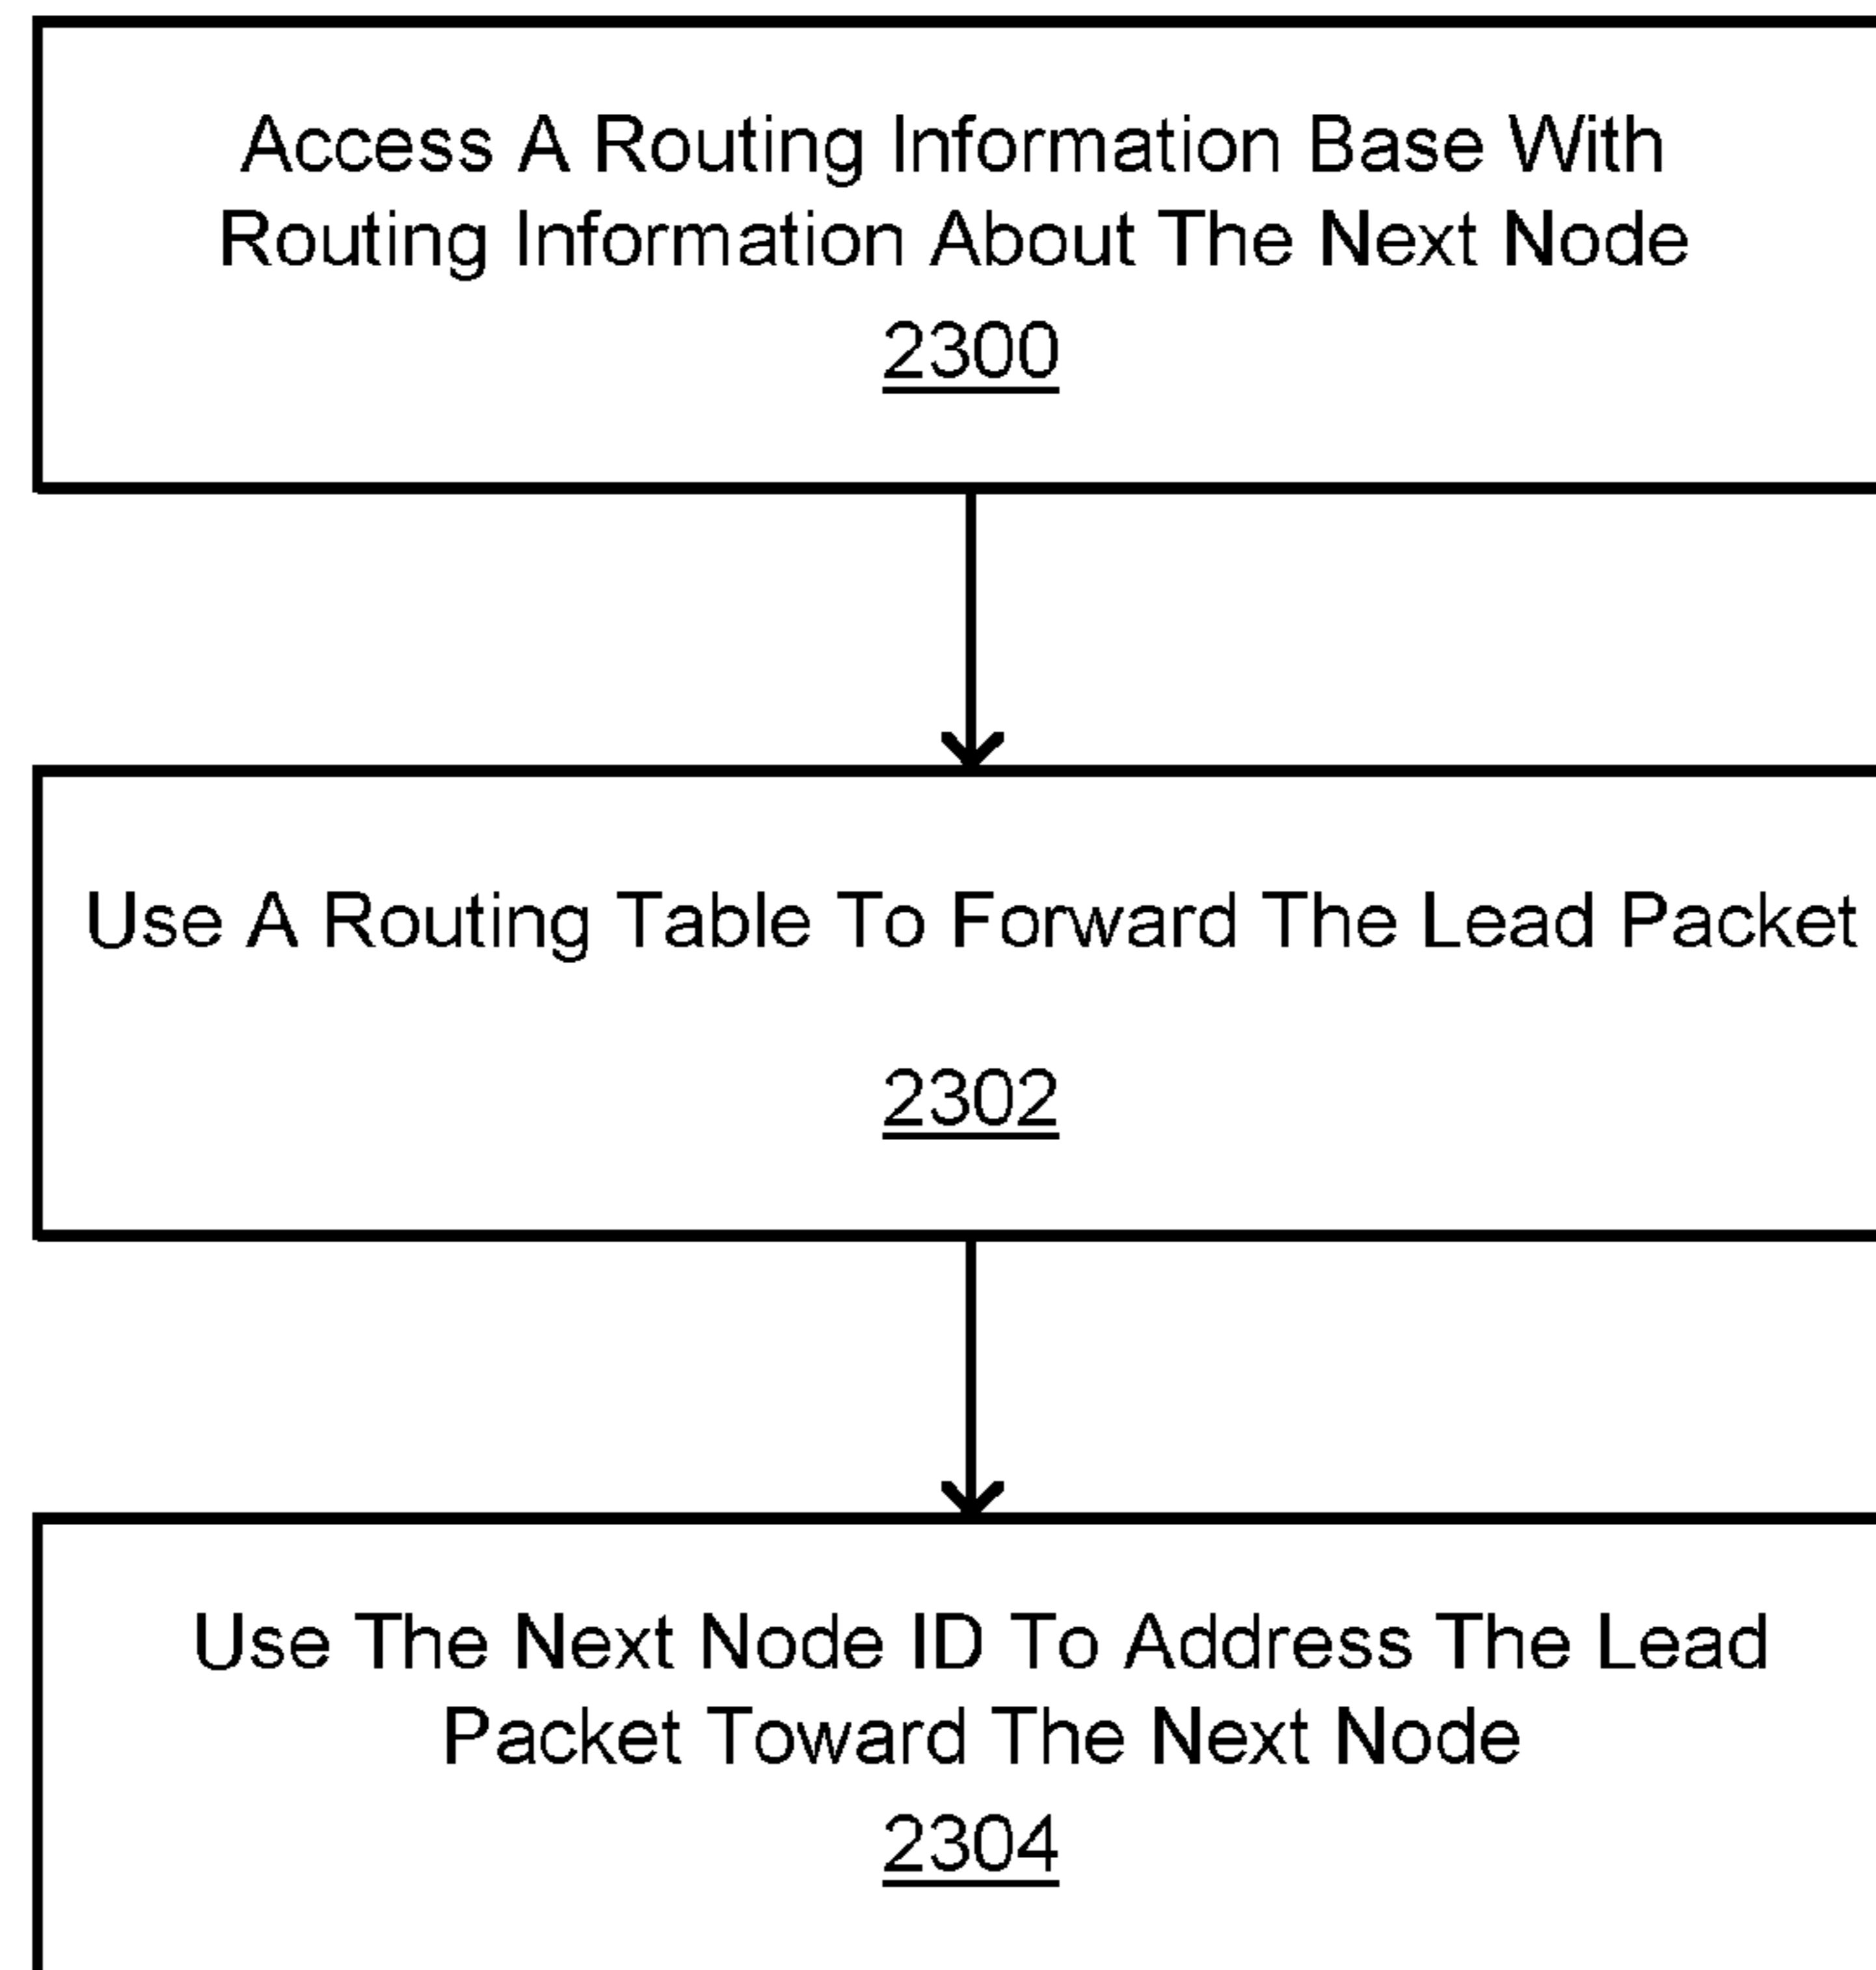 Access A Routing Information Base With
Routing Information About The Next Node
2300
Use A Routing Table To Forward The Lead Packet
2302
Use The Next Node ID To Address The Lead
Packet Toward The Next Node
2304